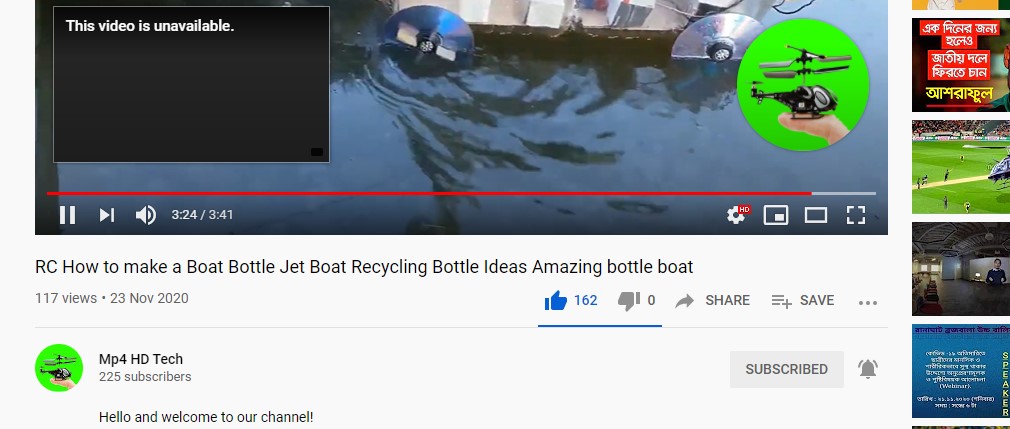 This video is unavailable.
3:24 / 3:41
HD
RC How to make a Boat Bottle Jet Boat Recycling Bottle Ideas Amazing bottle boat
117 views • 23 Nov 2020
162
0
SHARE
SAVE
Mp4 HD Tech
225 subscribers
SUBSCRIBED
Hello and welcome to our channel!
এক দিনের জন্য
হলেও
জাতীয় দলে
ফিরতে চান
আশরাফুল
(Webinar).
SPEAKER